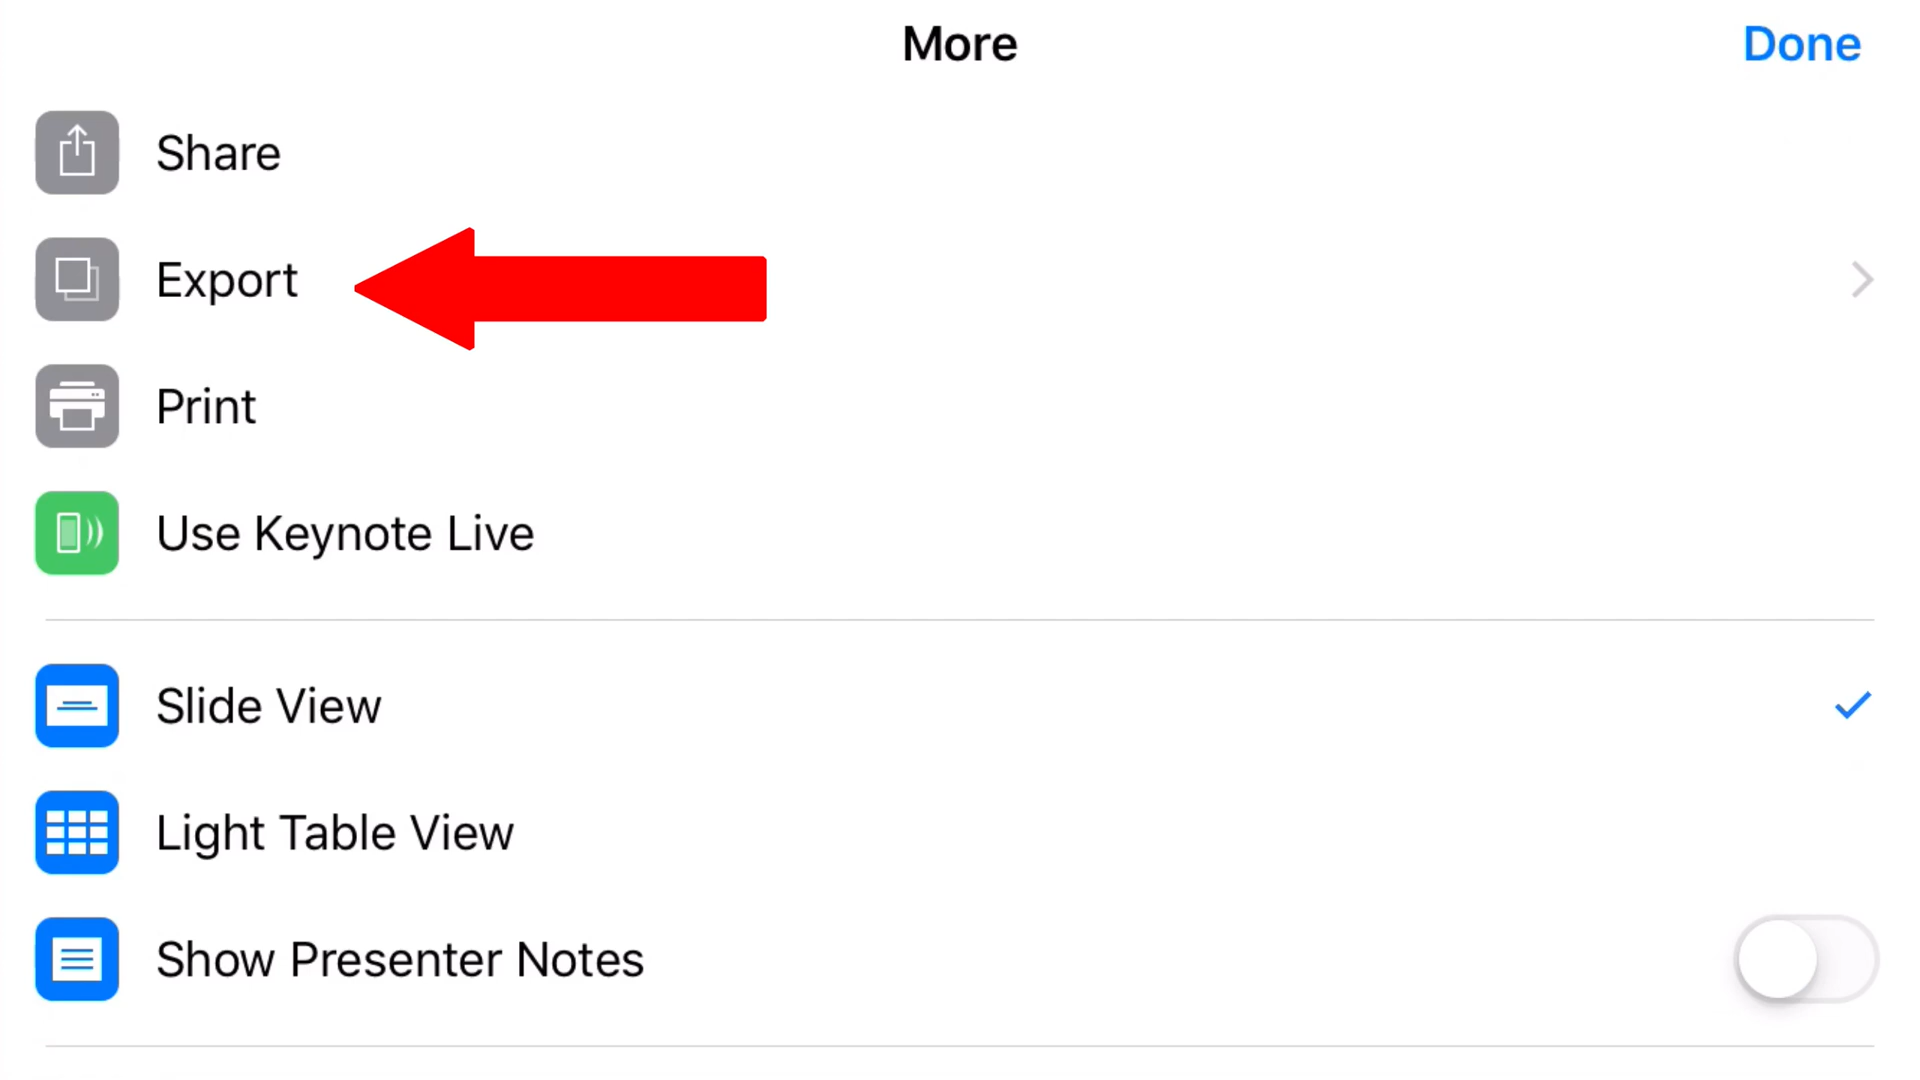 More
Done
Share
Export
Print
Use Keynote Live
Slide View
Light Table View
Show Presenter Notes